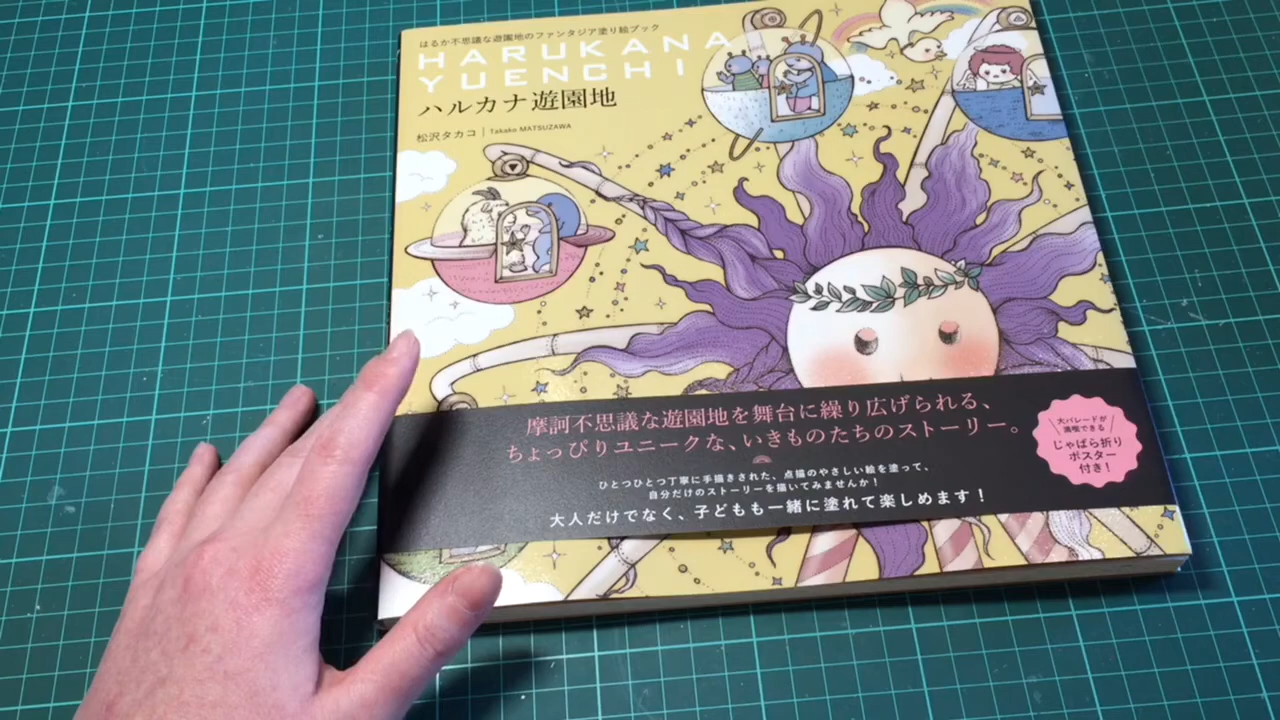 はるか不思議な遊園地のファンタジア塗り絵ブック
HARUKANA
YUENCHI
ハルカナ遊園地
松沢タカコ | Takako MATSUZAWA
摩訶不思議な遊園地を舞台に繰り広げられる、
ちょっぴりユニークな、いきものたちのストーリー。
ひとつひとつ丁寧に手描きされた、点描のやさしい絵を塗って、
自分だけのストーリーを描いてみませんか！
大人だけでなく、子どもも一緒に塗れて楽しめます！
大パレードが
満喫できる
じゃばら折り
ポスター
付き！